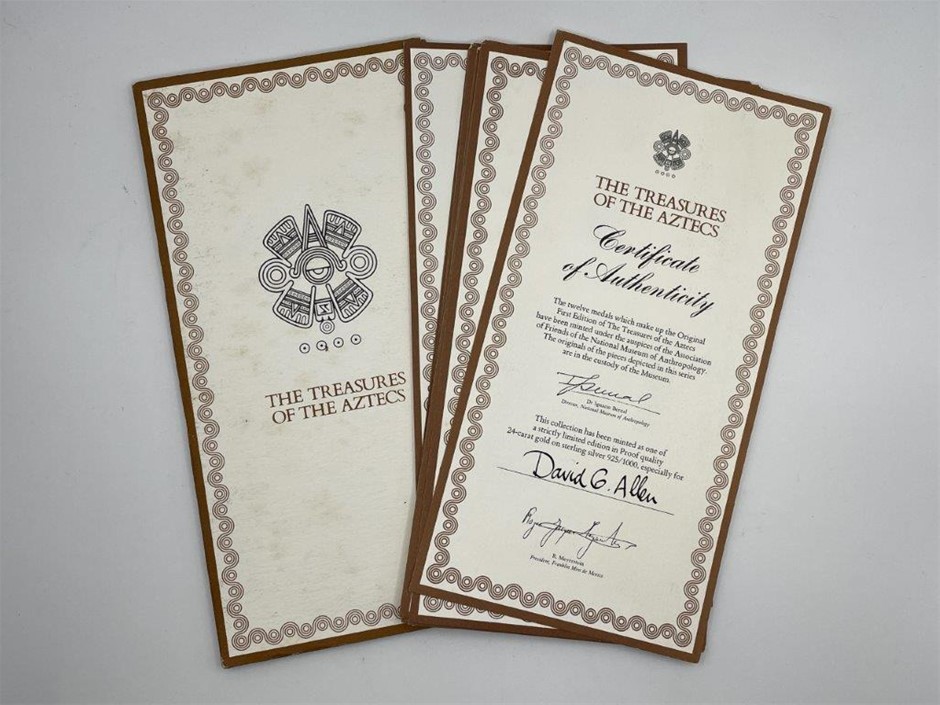 THE TREASURES
OF THE AZTECS
THE TREASURES
OF THE AZTECS
Certificate
of Authenticity
The twelve medals which make up the Original
First Edition of The Treasures of the Aztecs
have been minted under the auspices of the Association
of Friends of the National Museum of Anthropology.
The originals of the pieces depicted in this series
are in the custody of the Museum.
Dr Ignacio Bernal
Director, National Museum of Anthropology
This collection has been minted as one of
a strictly limited edition in Proof quality
24-carat gold on sterling silver 925/1000, especially for
David G. Allen
President, Franklin Mint de Mexico